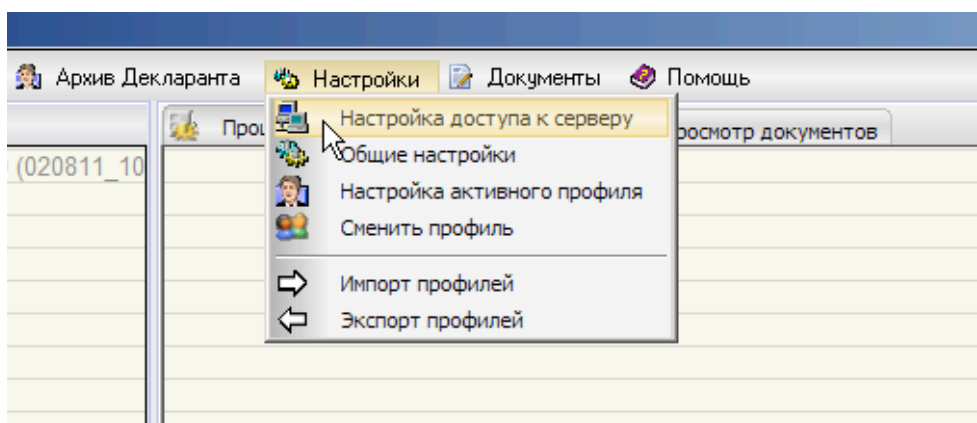 Архив Декларанта Настройки Документы Помощь
Настройка доступа к серверу
документов
(020811_10
Общие настройки
Настройка активного профиля
Сменить профиль
Импорт профилей
Экспорт профилей